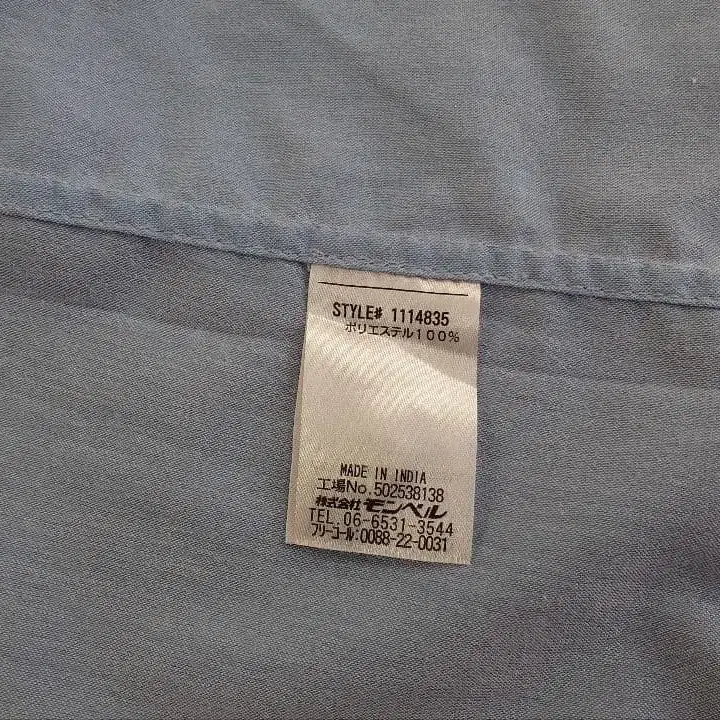 STYLE# 1114835
ポリエステル100%
MADE IN INDIA
工場No.502538138
株式会社モンベル
TEL.06-6531-3544
フリーコール:0088-22-0031